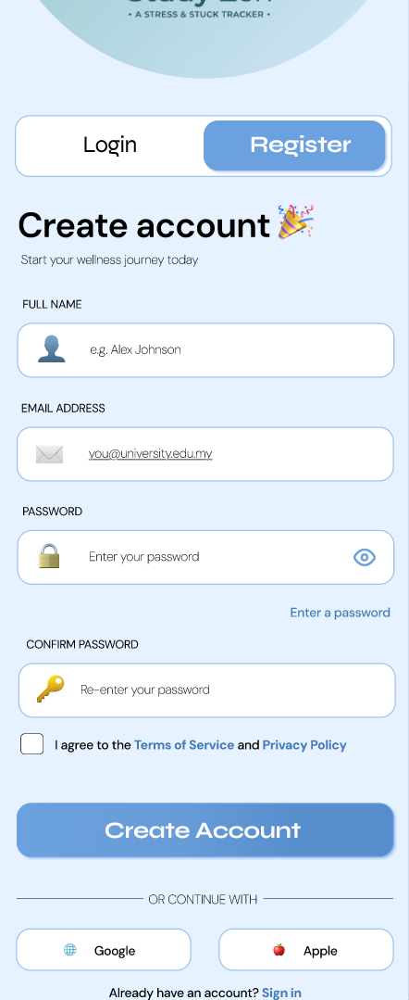 • A STRESS & STUCK TRACKER •
Login
Register
Create account
Start your wellness journey today
FULL NAME
e.g. Alex Johnson
EMAIL ADDRESS
you@university.edu.my
PASSWORD
Enter your password
Enter a password
CONFIRM PASSWORD
Re-enter your password
I agree to the Terms of Service and Privacy Policy
Create Account
OR CONTINUE WITH
Google
Apple
Already have an account? Sign in